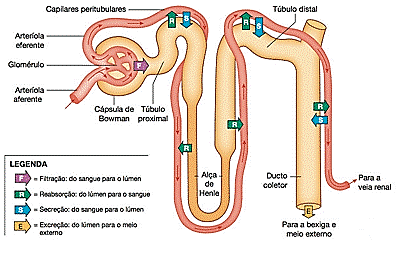 Capilares peritubulares
Túbulo distal
Arteríola
eferente
R
S
R
S
Glomérulo
F
Arteríola
aferente
Cápsula de
Bowman
Túbulo
proximal
R
S
R
R
Alça
de
Henle
Ducto
coletor
Para a
veia renal
E
Para a bexiga e
meio externo
LEGENDA
F = Filtração: do sangue para o lúmen
R = Reabsorção: do lúmen para o sangue
S = Secreção: do sangue para o lúmen
E = Excreção: do lúmen para o meio
externo